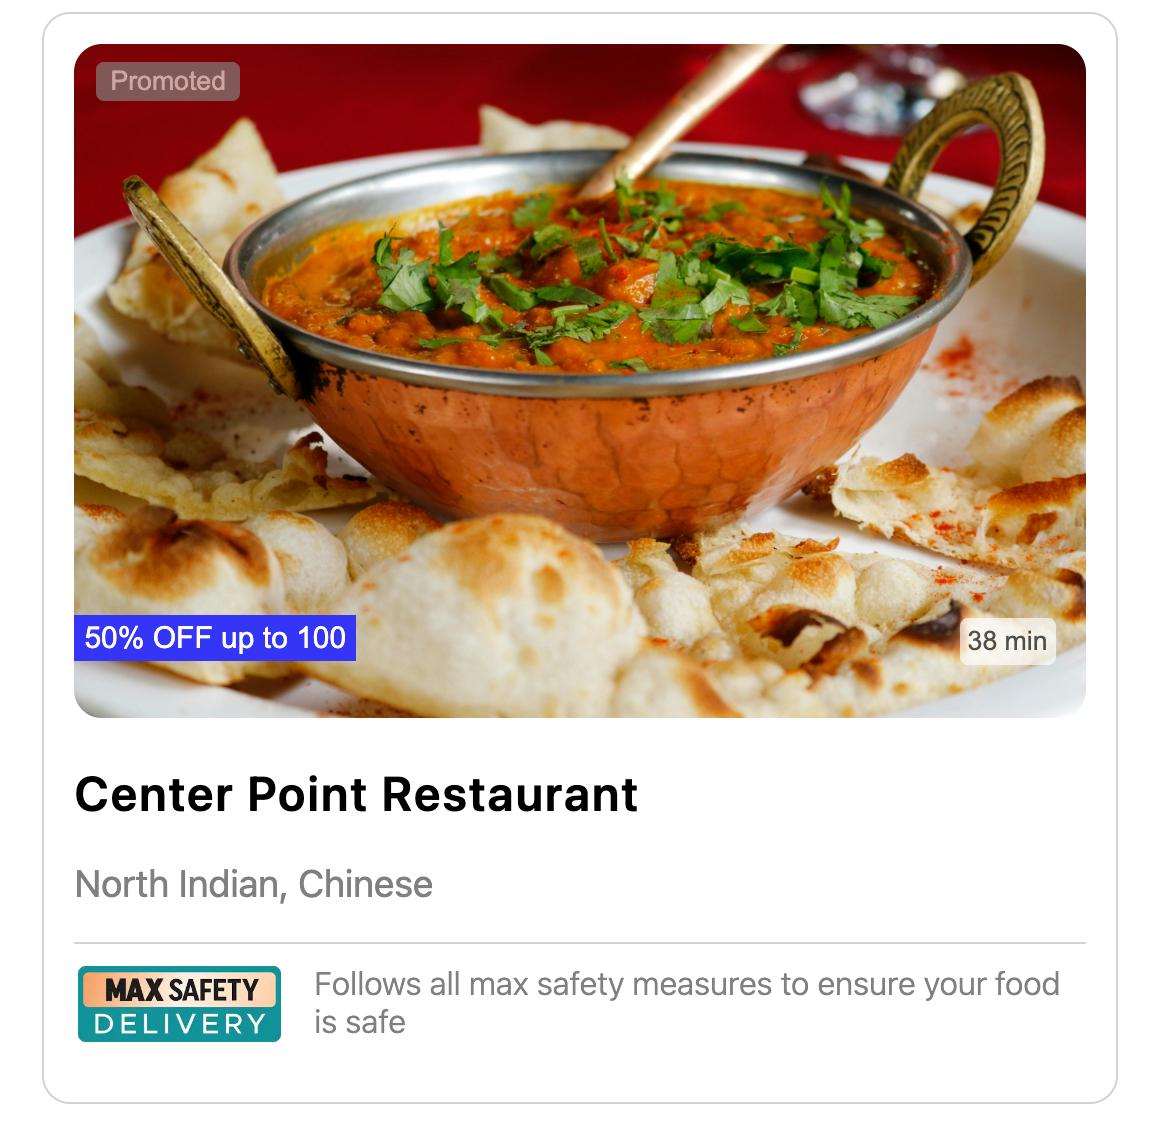 Promoted
50% OFF up to 100
38 min
Center Point Restaurant
North Indian, Chinese
MAX SAFETY
DELIVERY
Follows all max safety measures to ensure your food
is safe